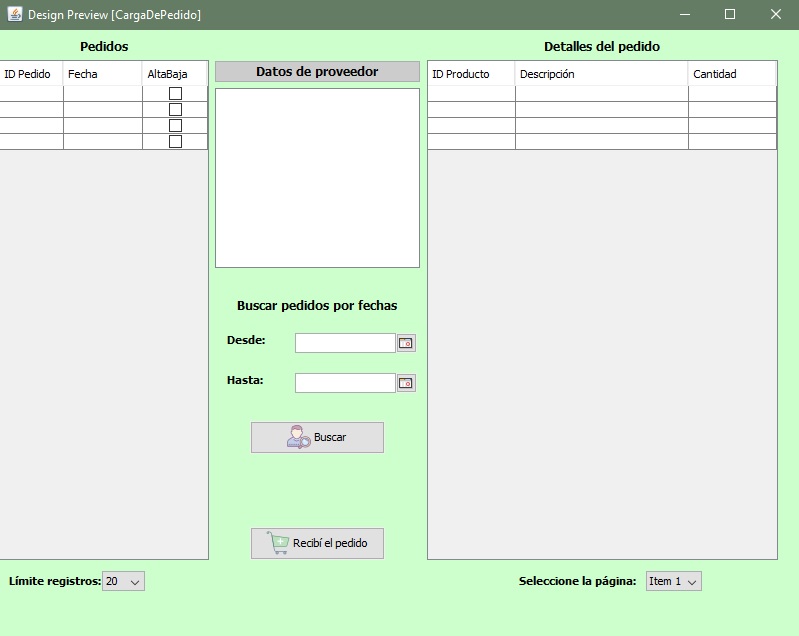 Design Preview [CargaDePedido]
Pedidos
ID Pedido Fecha AltaBaja
Datos de proveedor
Detalles del pedido
ID Producto Descripción Cantidad
Buscar pedidos por fechas
Desde:
Hasta:
Buscar
Recibí el pedido
Límite registros: 20
Seleccione la página: Item 1